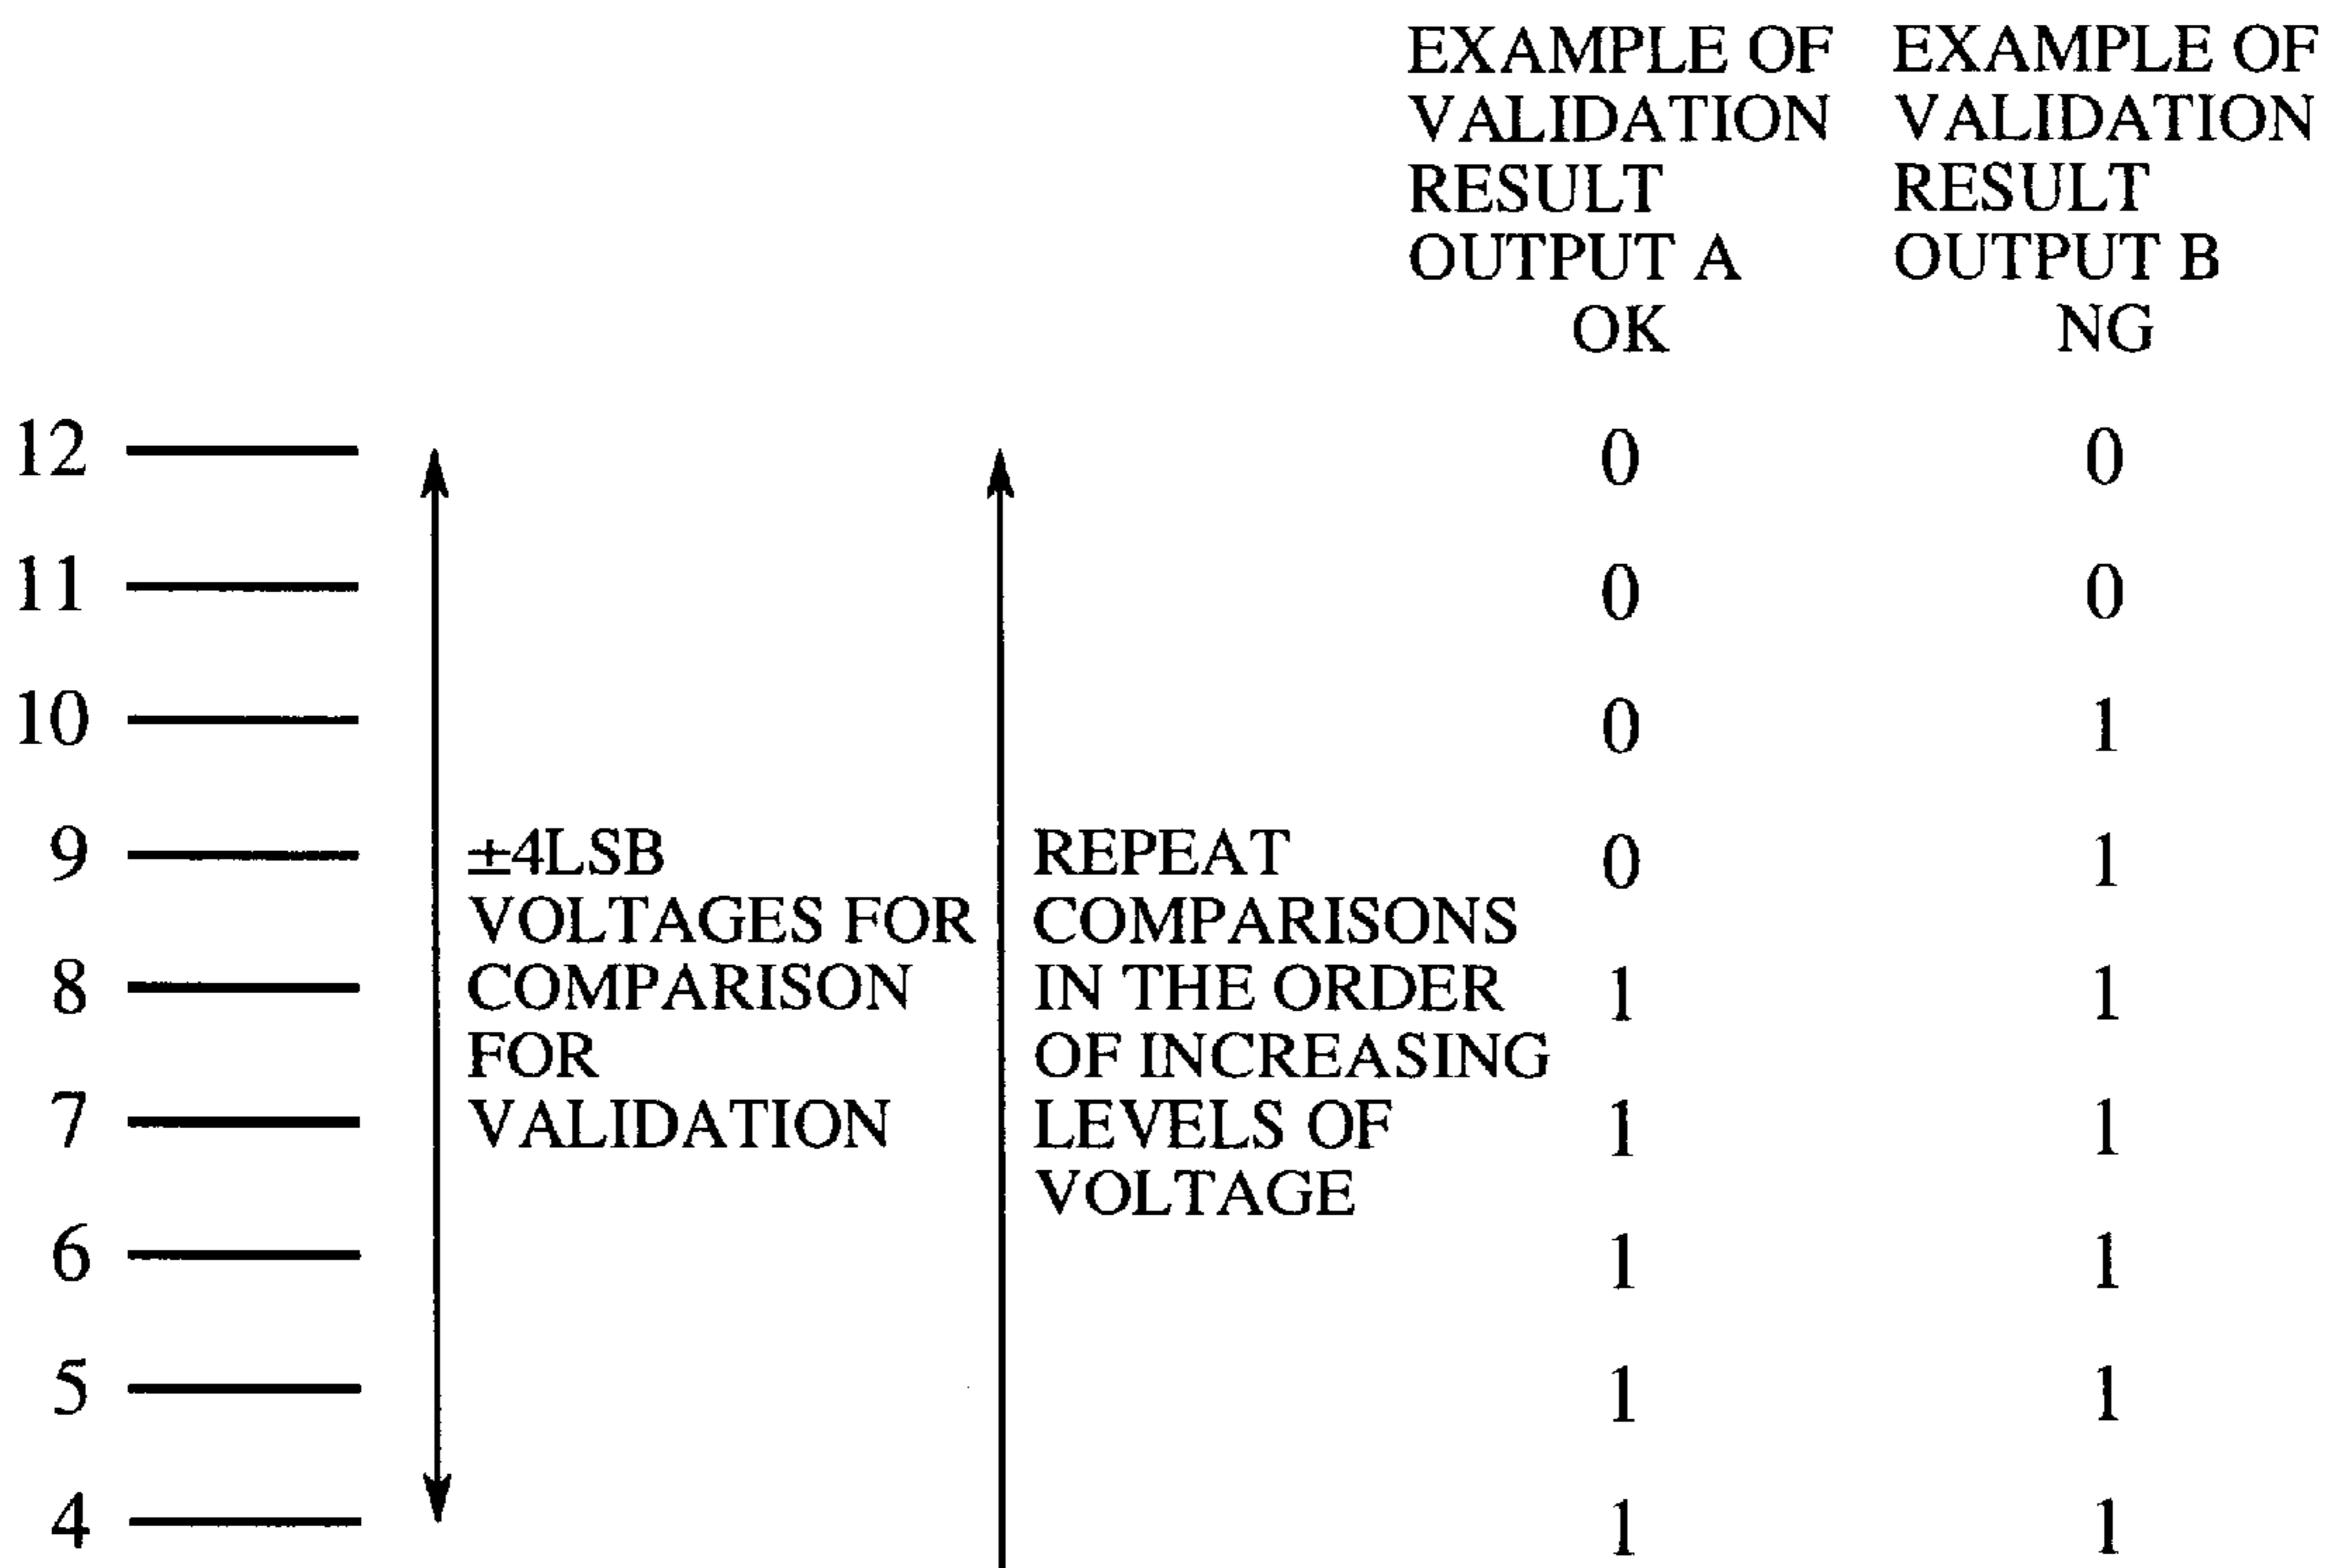 EXAMPLE OF VALIDATION RESULT OUTPUT A OK
EXAMPLE OF VALIDATION RESULT OUTPUT B NG
12 0 0
11 0 0
10 0 1
9 0 1
8 1 1
7 1 1
6 1 1
5 1 1
4 1 1
±4LSB
VOLTAGES FOR
COMPARISON
FOR
VALIDATION
REPEAT
COMPARISONS
IN THE ORDER
OF INCREASING
LEVELS OF
VOLTAGE